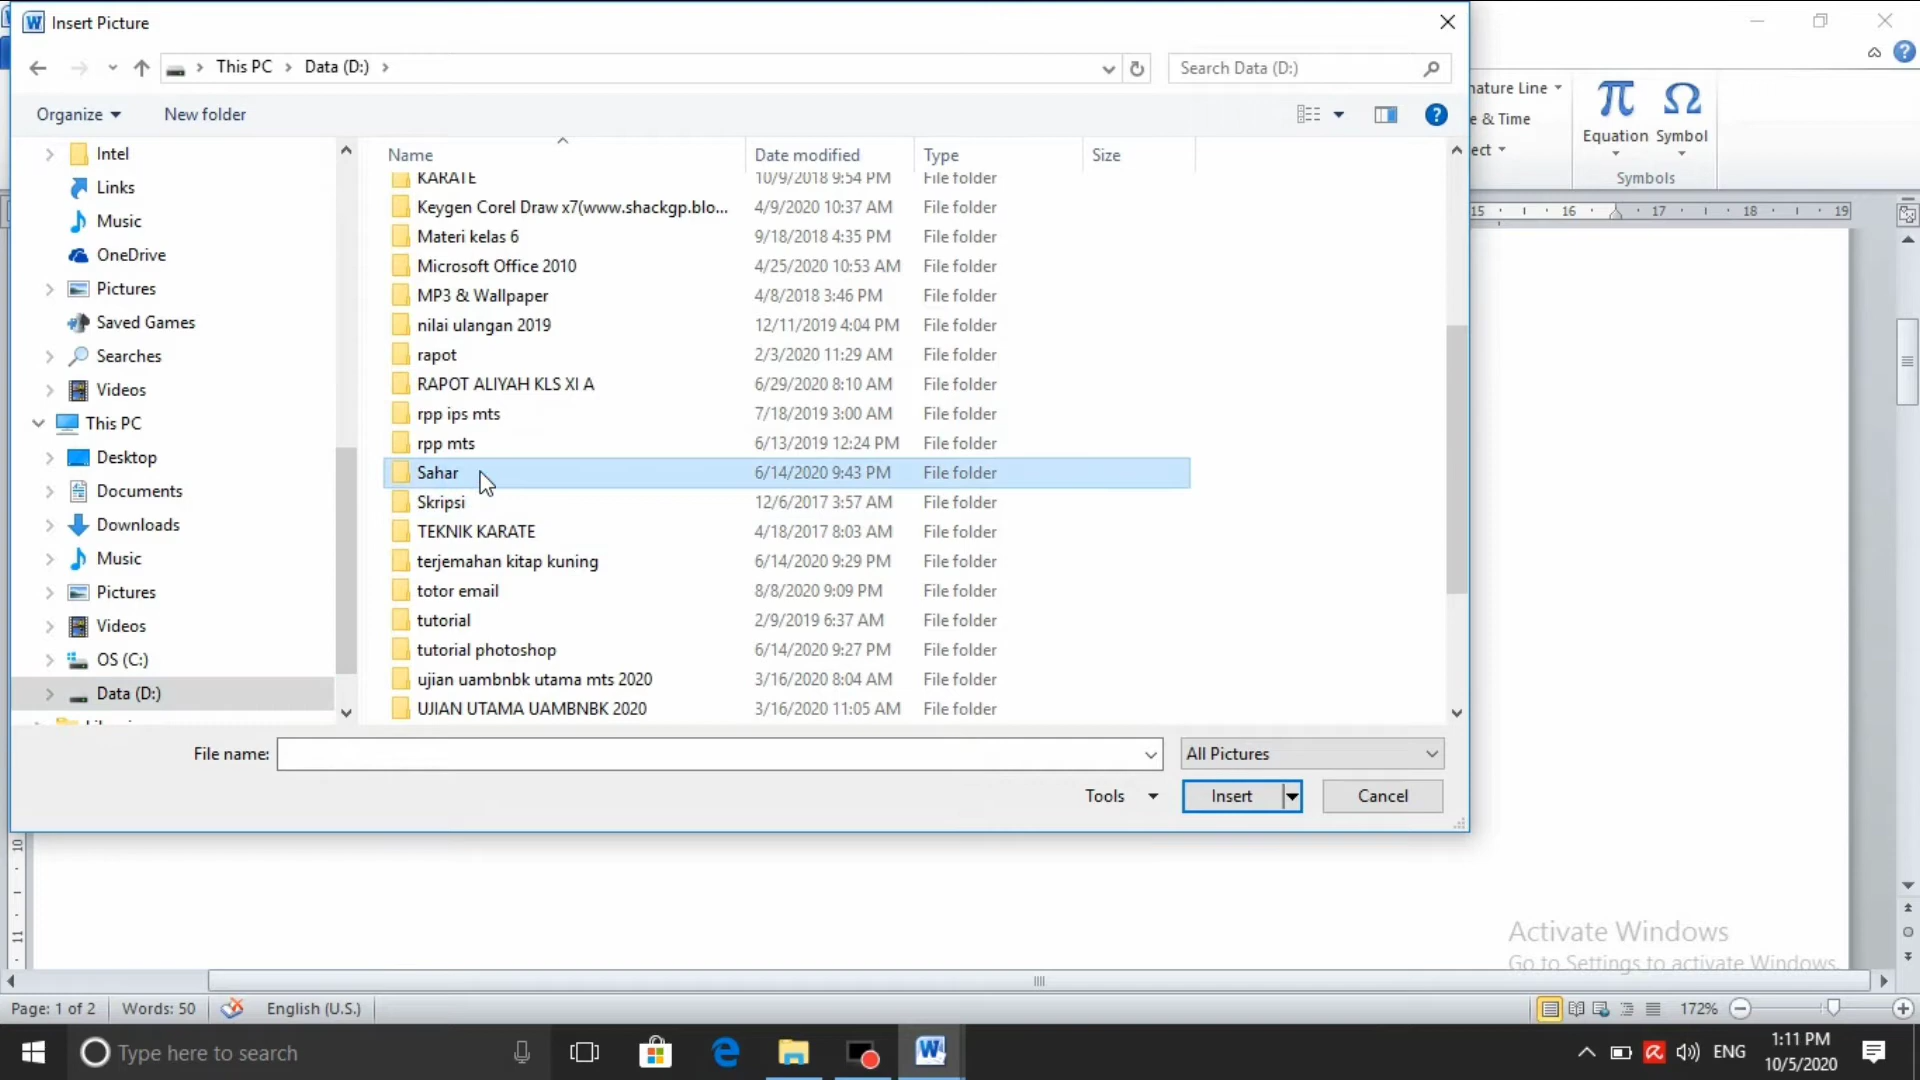 Insert Picture
This PC Data (D:)
Search Data (D:)
Organize New folder
?
Name Date modified Type Size
KARATE 10/9/2018 9:54 PM File folder
Keygen Corel Draw x7(www.shackgp.blo... 4/9/2020 10:37 AM File folder
Materi kelas 6 9/18/2018 4:35 PM File folder
Microsoft Office 2010 4/25/2020 10:53 AM File folder
MP3 & Wallpaper 4/8/2018 3:46 PM File folder
nilai ulangan 2019 12/11/2019 4:04 PM File folder
rapot 2/3/2020 11:29 AM File folder
RAPOT ALIYAH KLS XI A 6/29/2020 8:10 AM File folder
rpp ips mts 7/18/2019 3:00 AM File folder
rpp mts 6/13/2019 12:24 PM File folder
Sahar 6/14/2020 9:43 PM File folder
Skripsi 12/6/2017 3:57 AM File folder
TEKNIK KARATE 4/18/2017 8:03 AM File folder
terjemahan kitap kuning 6/14/2020 9:29 PM File folder
totor email 8/8/2020 9:09 PM File folder
tutorial 2/9/2019 6:37 AM File folder
tutorial photoshop 6/14/2020 9:27 PM File folder
ujian uambnbk utama mts 2020 3/16/2020 8:04 AM File folder
UJIAN UTAMA UAMBNBK 2020 3/16/2020 11:05 AM File folder
Intel
Links
Music
OneDrive
Pictures
Saved Games
Searches
Videos
This PC
Desktop
Documents
Downloads
Music
Pictures
Videos
OS (C:)
Data (D:)
File name:
All Pictures
Tools Insert Cancel
ature Line
e & Time
ect
π Ω
Equation Symbol
Symbols
15 16 17 18 19
10
11
Activate Windows
Go to Settings to activate Windows.
Page: 1 of 2 Words: 50 English (U.S.) 172%
Type here to search
ENG
1:11 PM
10/5/2020